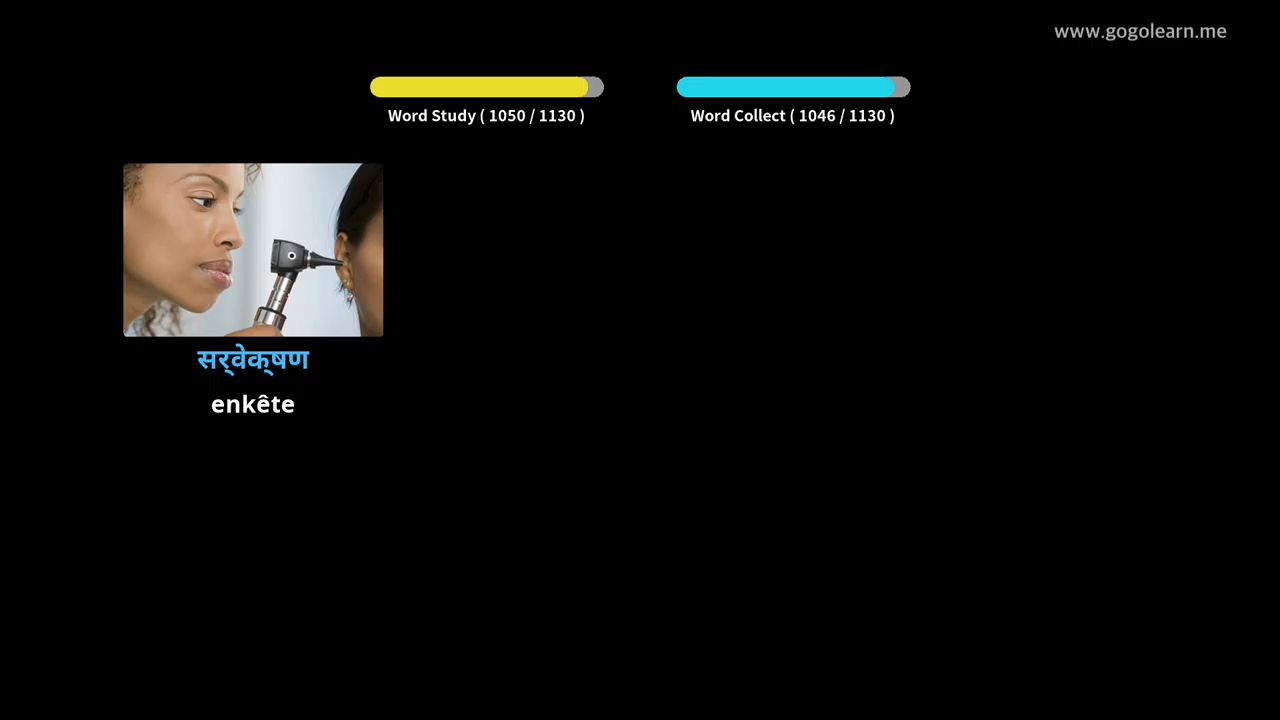 www.gogolearn.me
Word Study ( 1050 / 1130 )
Word Collect ( 1046 / 1130 )
सर्‌वेक्‌षण
enkête